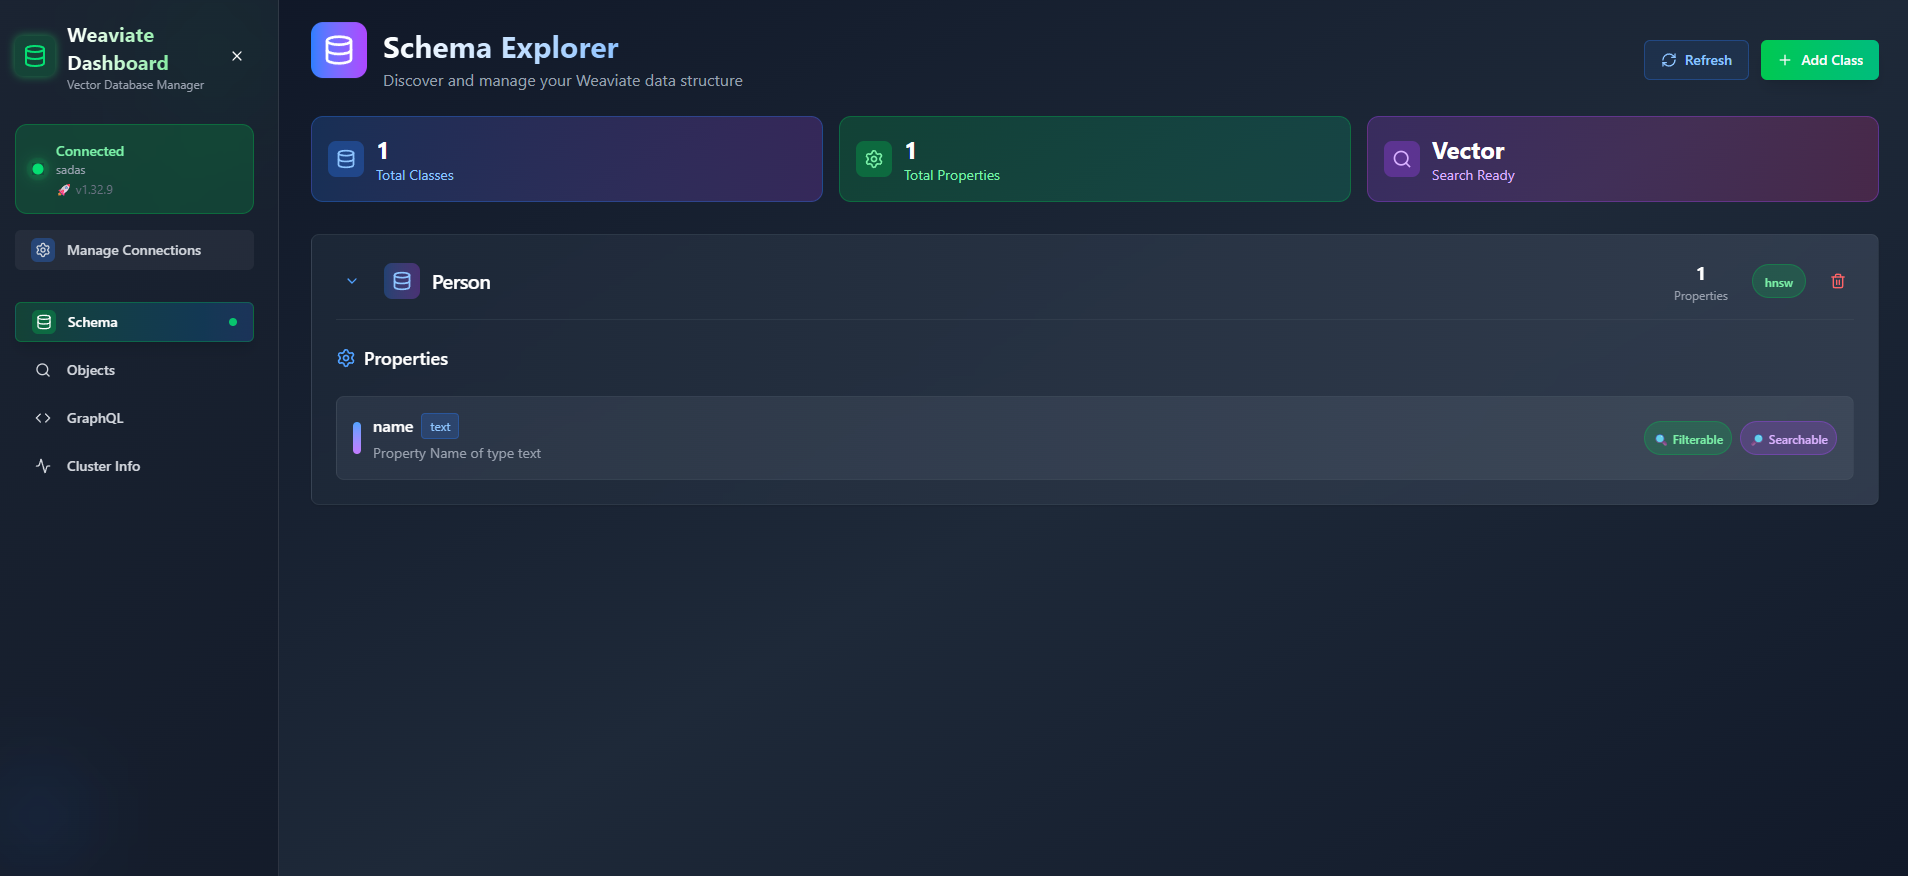 Weaviate
Dashboard
Vector Database Manager
Connected
sadas
🚀 v1.32.9
Manage Connections
Schema
Objects
GraphQL
Cluster Info
Schema Explorer
Discover and manage your Weaviate data structure
Refresh
Add Class
1
Total Classes
1
Total Properties
Vector
Search Ready
Person
1
Properties
hnsw
Properties
name text
Property Name of type text
Filterable
Searchable